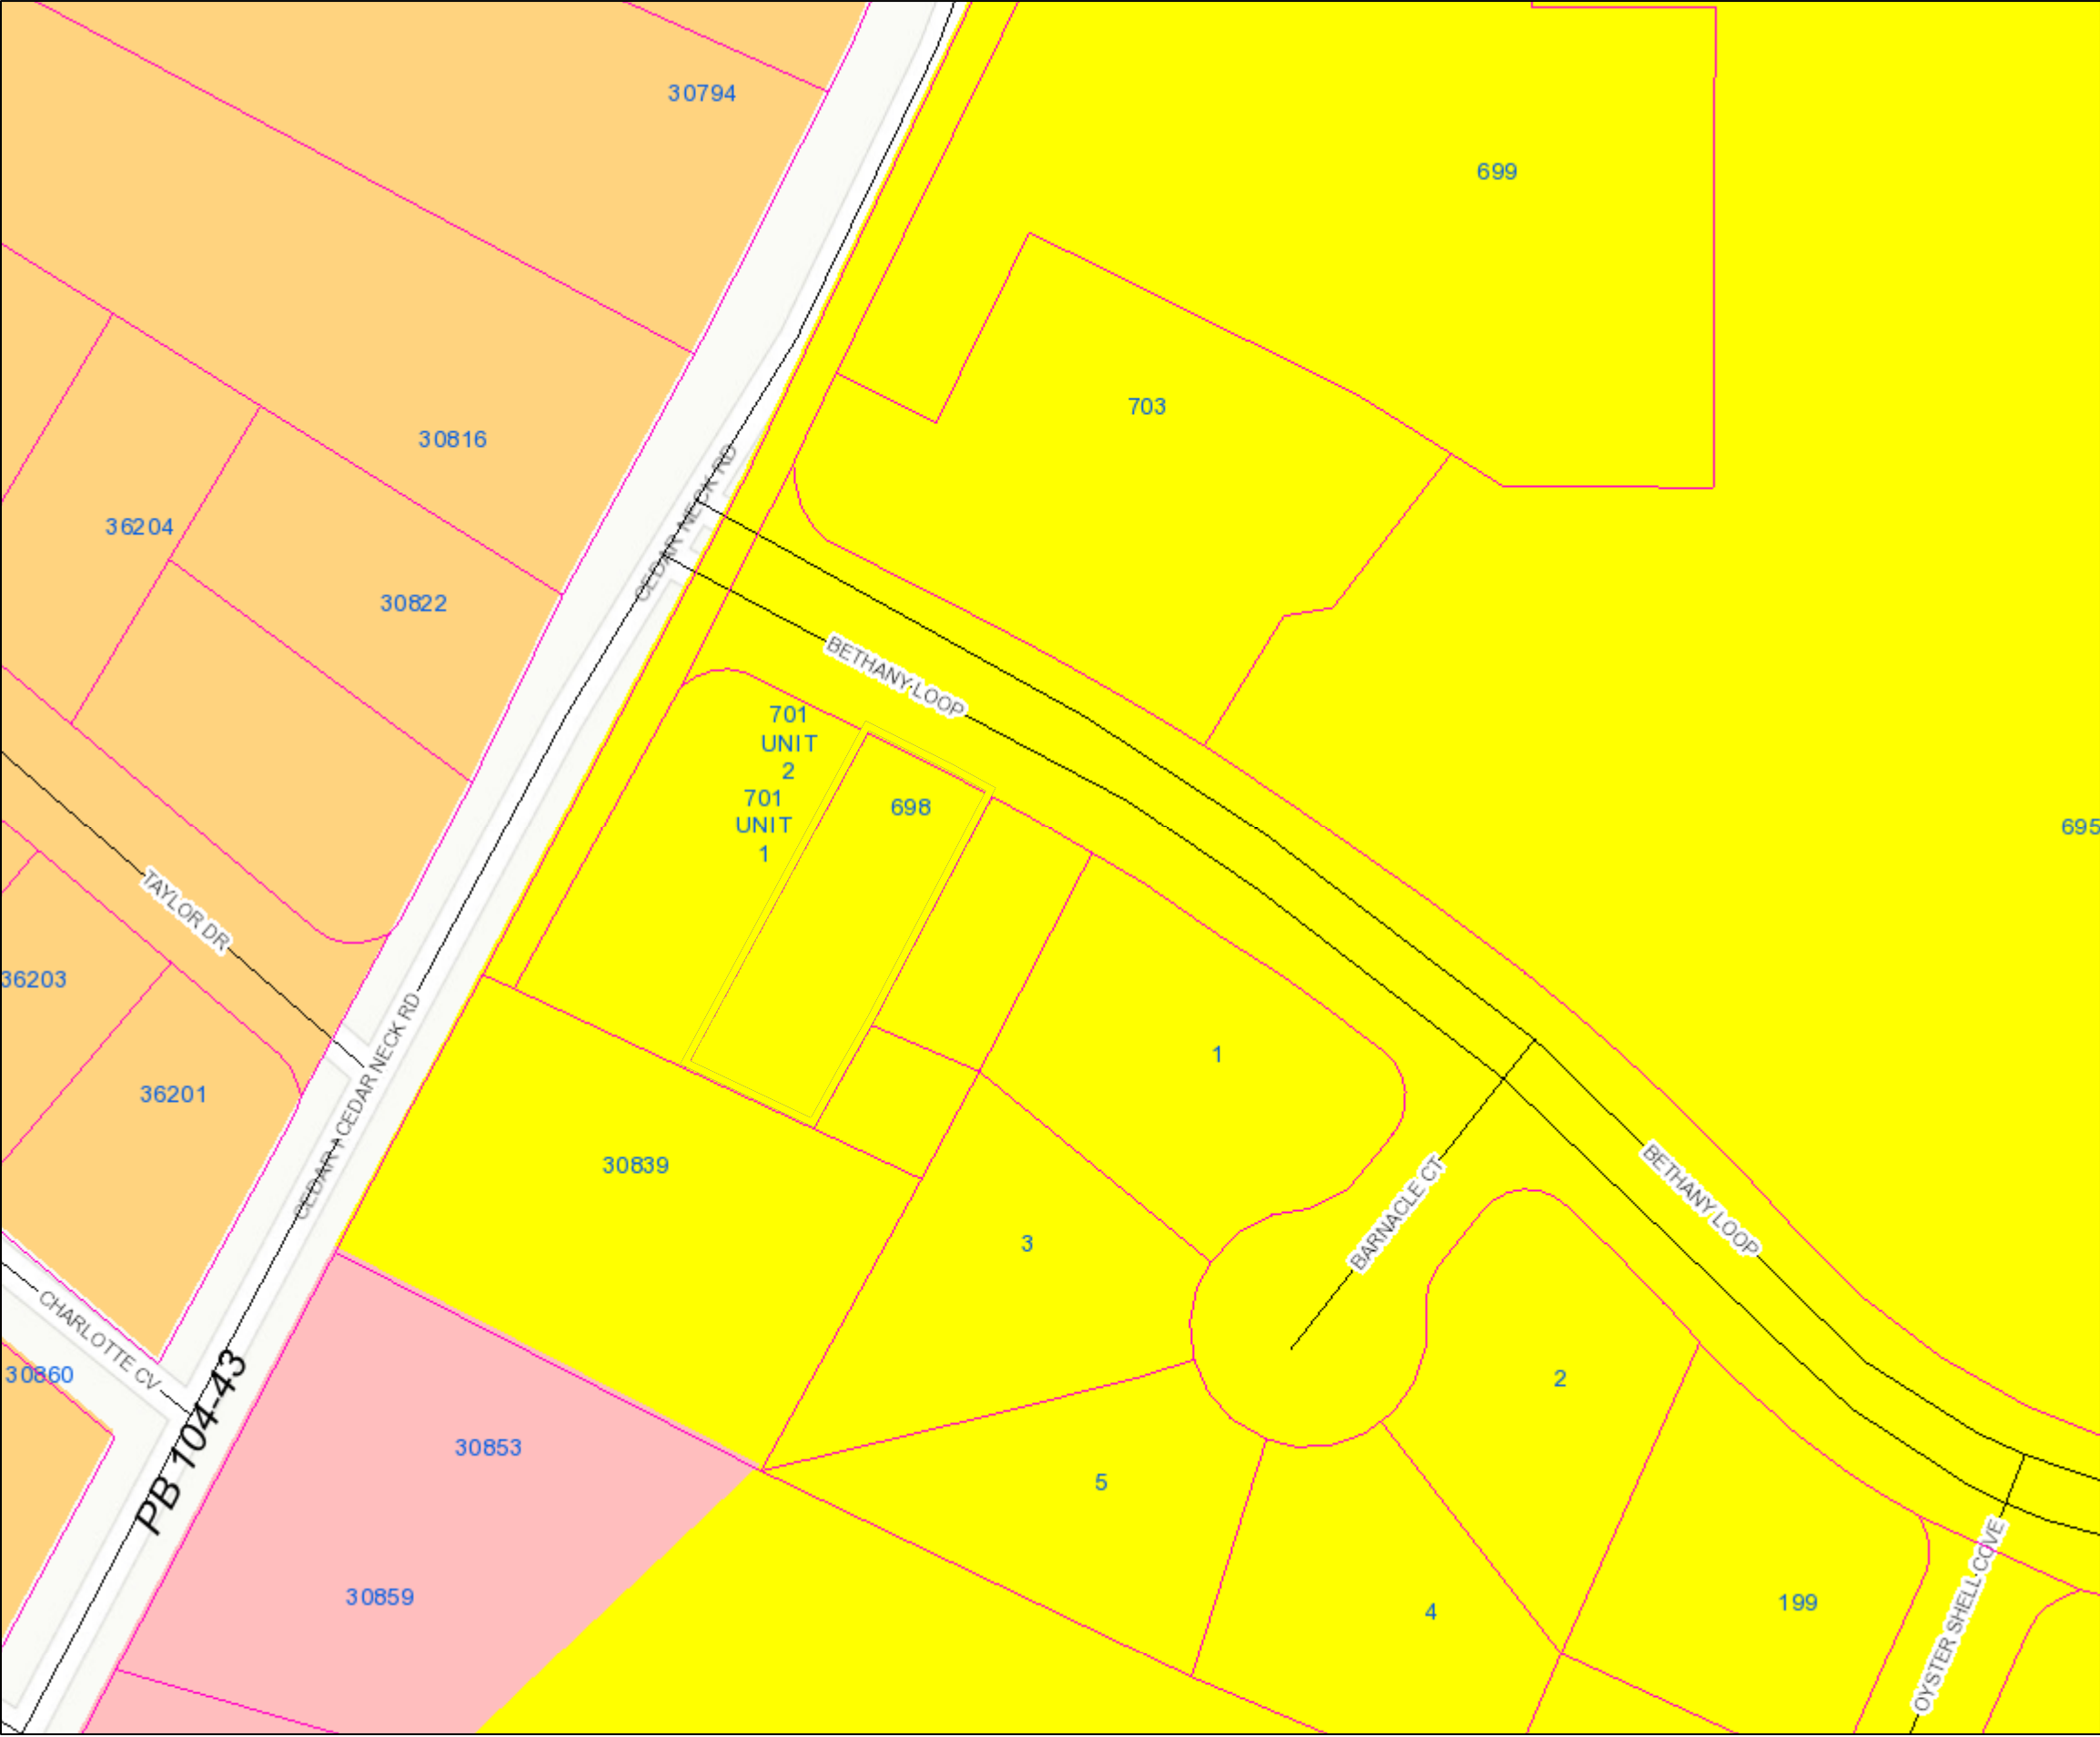 30794
699
703
30816
CEDAR NECK RD
36204
30822
BETHANY LOOP
701
UNIT
2
701
UNIT
1
698
695
TAYLOR DR
36203
CEDAR NECK RD
1
36201
30839
BARNACLE CT
BETHANY LOOP
3
CHARLOTTE CV
30860
2
PB 104-43
30853
5
30859
4
199
OYSTER SHELL COVE